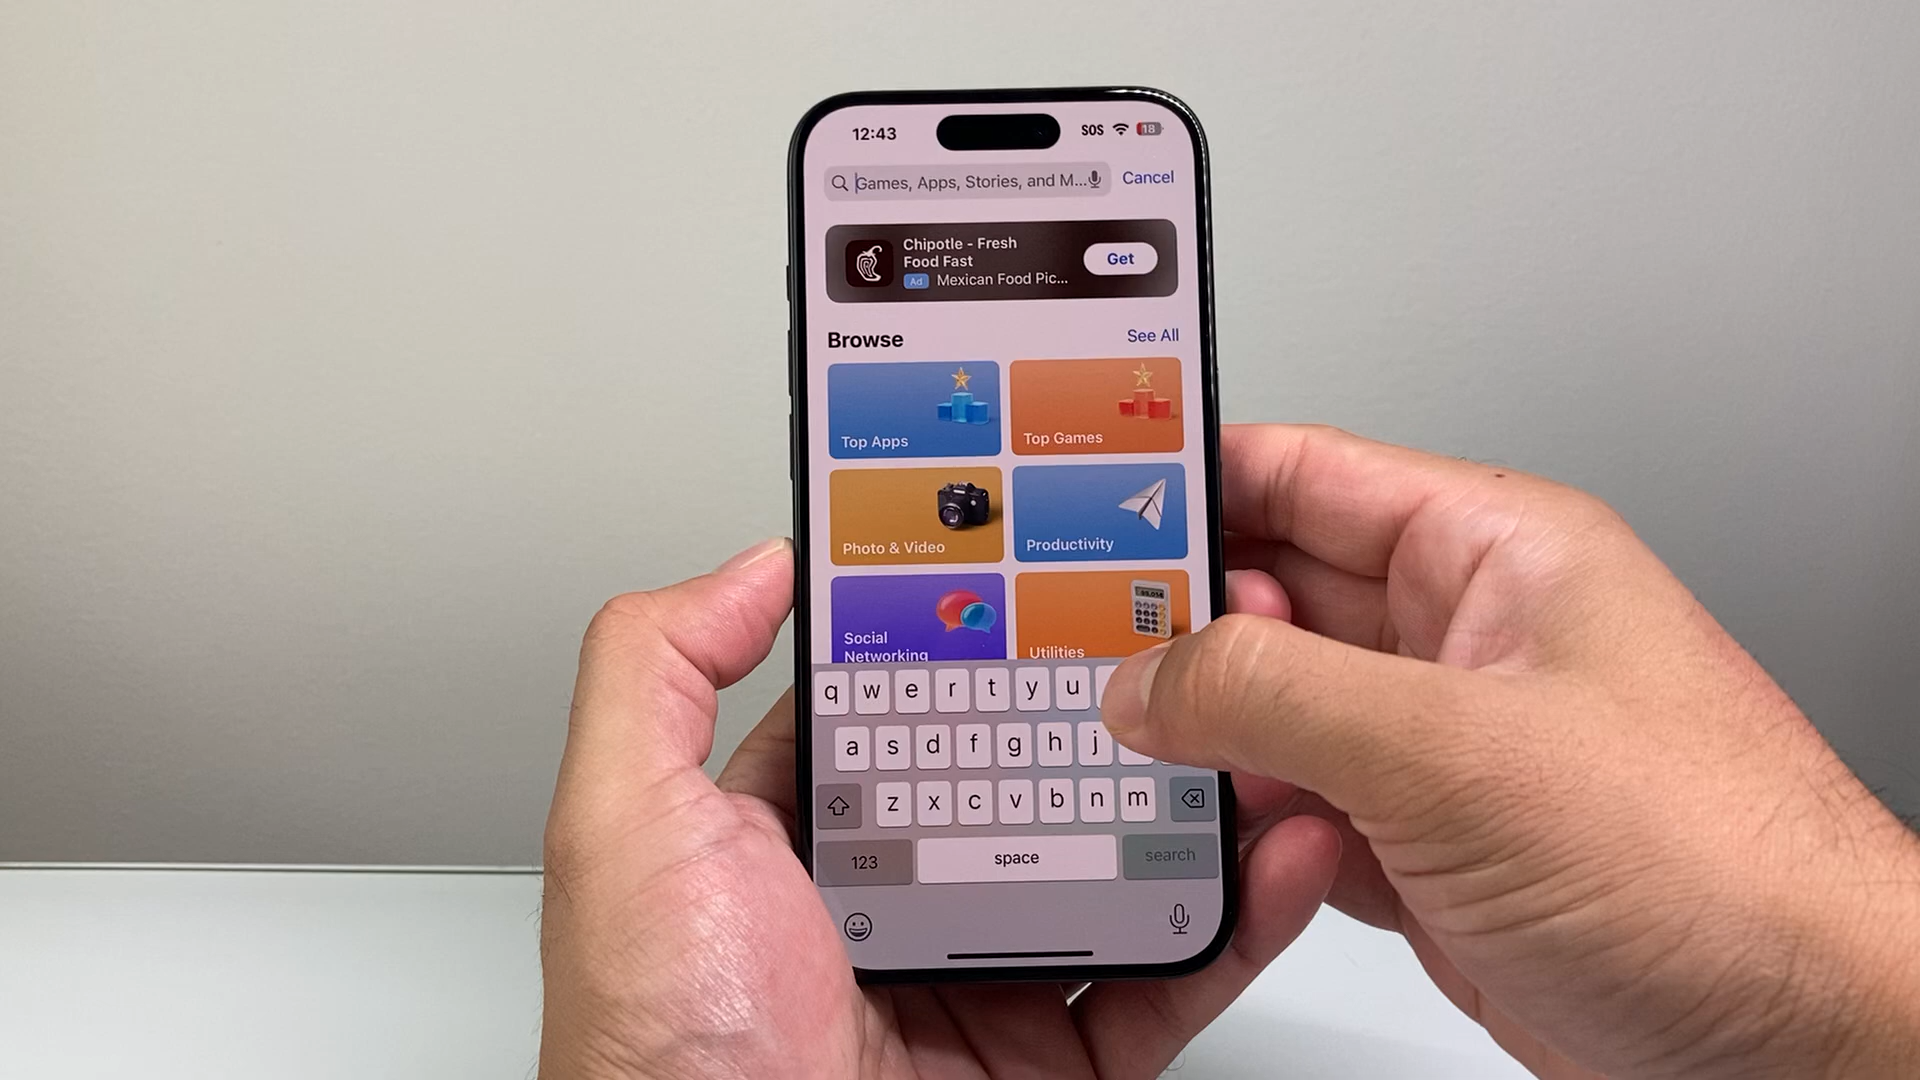 12:43
SOS
18
Games, Apps, Stories, and M...
Cancel
Chipotle - Fresh
Food Fast
Ad Mexican Food Pic...
Get
Browse
See All
Top Apps
Top Games
Photo & Video
Productivity
Social
Networking
Utilities
q w e r t y u
a s d f g h j
z x c v b n m
123
space
search